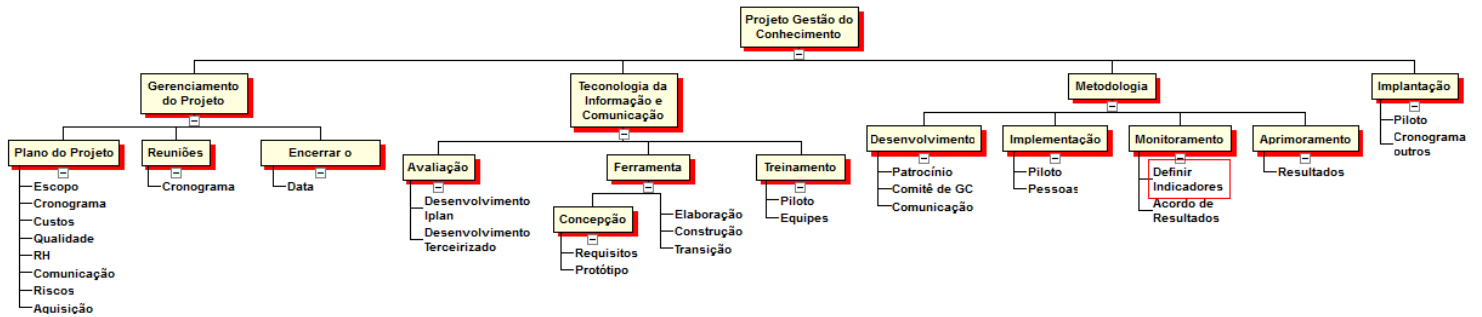 Projeto Gestão do
Conhecimento
Gerenciamento
do Projeto
Teconologia da
Informação e
Comunicação
Metodologia
Implantação
Plano do Projeto
Escopo
Cronograma
Custos
Qualidade
RH
Comunicação
Riscos
Aquisição
Reuniões
Cronograma
Encerrar o
Data
Avaliação
Desenvolvimento
Iplan
Desenvolvimento
Terceirizado
Ferramenta
Concepção
Requisitos
Protótipo
Elaboração
Construção
Transição
Treinamento
Piloto
Equipes
Desenvolvimento
Patrocínio
Comitê de GC
Comunicação
Implementação
Piloto
Pessoas
Monitoramento
Definir
Indicadores
Acordo de
Resultados
Aprimoramento
Resultados
Piloto
Cronograma
outros